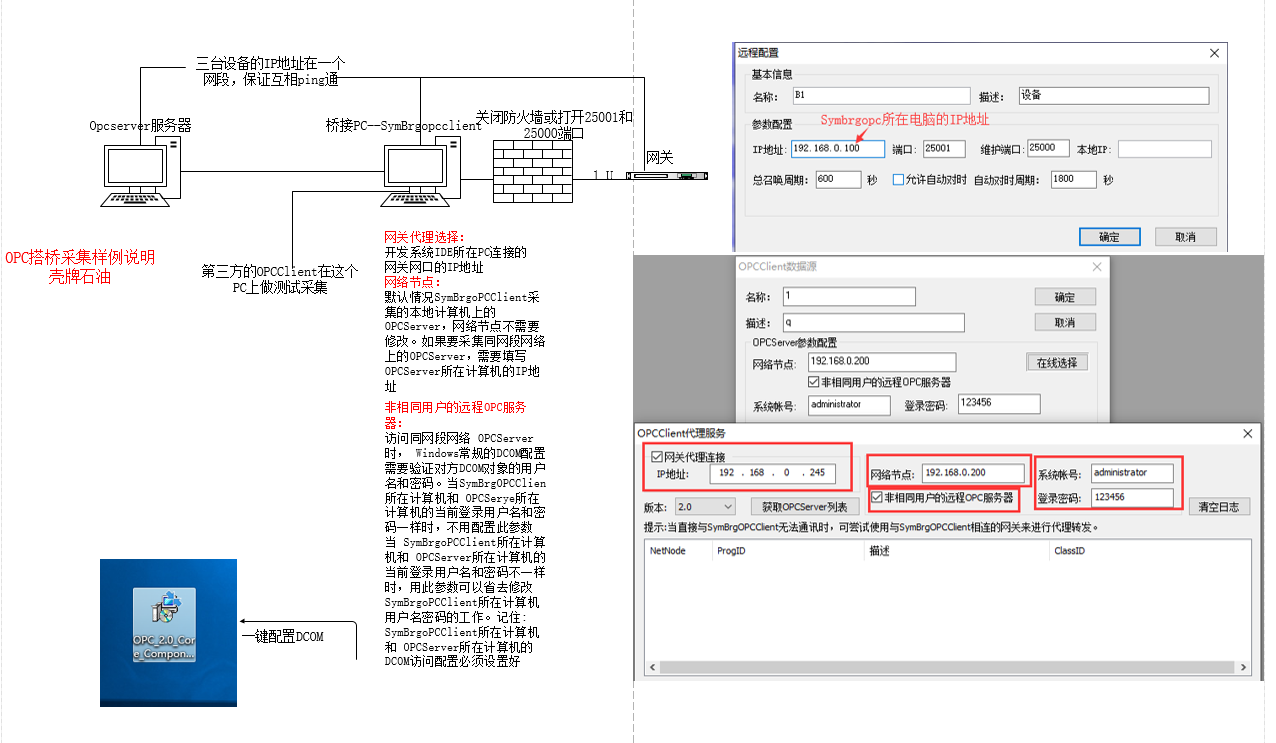 三台设备的IP地址在一个
网段，保证互相ping通
Opcserver服务器
桥接PC--SymBrgopcclient
关闭防火墙或打开25001和
25000端口
网关
1 U
OPC搭桥采集样例说明
壳牌石油
第三方的OPCClient在这个
PC上做测试采集
网关代理选择：
开发系统IDE所在PC连接的
网关网口的IP地址
网络节点：
默认情况SymBrgoPCClient采
集的本地计算机上的
OPCServer，网络节点不需要
修改。如果要采集同网段网络
上的OPCServer，需要填写
OPCServer所在计算机的IP地
址
非相同用户的远程OPC服务
器：
访问同网段网络 OPCServer
时， Windows常规的DCOM配置
需要验证对方DCOM对象的用户
名和密码。当SymBrgOPCClien
所在计算机和 OPCSerye所在
计算机的当前登录用户名和密
码一样时，不用配置此参数
当 SymBrgoPCClient所在计算
机和 OPCServer所在计算机的
当前登录用户名和密码不一样
时，用此参数可以省去修改
SymBrgoPCClient所在计算机
用户名密码的工作。记住：
SymBrgoPCClient所在计算机
和 OPCServer所在计算机的
DCOM访问配置必须设置好
OPC_2.0_Cor
e_Compon...
一键配置DCOM
远程配置
基本信息
名称： B1 描述： 设备
参数配置
Symbrgopc所在电脑的IP地址
IP地址： 192.168.0.100 端口： 25001 维护端口： 25000 本地IP：
总召唤周期： 600 秒 允许自动对时 自动对时周期： 1800 秒
确定 取消
OPCClient数据源
名称： 1 确定
描述： q 取消
OPCServer参数配置
网络节点： 192.168.0.200 在线选择
非相同用户的远程OPC服务器
系统帐号： administrator 登录密码： 123456
OPCClient代理服务
网关代理连接
IP地址： 192 . 168 . 0 . 245 网络节点： 192.168.0.200 系统帐号： administrator
非相同用户的远程OPC服务器 登录密码： 123456
版本： 2.0 获取OPCServer列表 清空日志
提示:当直接与SymBrgOPCClient无法通讯时，可尝试使用与SymBrgOPCClient相连的网关来进行代理转发。
NetNode ProgID 描述 ClassID